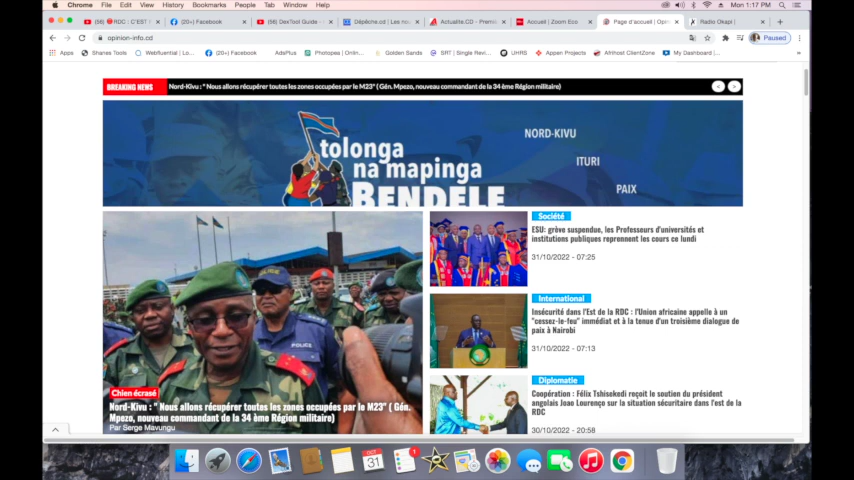 Chrome File Edit View History Bookmarks People Tab Window Help
Mon 1:17 PM
(20+) Facebook
(56) DexTool Guide -
Dépêche.cd | Les nou
Actualite.CD - Premiè
Accueil | Zoom Eco
Page d'accueil | Opini
Radio Okapi |
opinion-info.cd
Paused
Apps
Shares Tools
Webfluential | Lo...
(20+) Facebook
AdsPlus
Photopea | Onlin...
Golden Sands
SRT | Single Revi...
UHRS
Appen Projects
Afrihost ClientZone
My Dashboard |...
BREAKING NEWS
Nord-Kivu : " Nous allons récupérer toutes les zones occupées par le M23" ( Gén. Mpezo, nouveau commandant de la 34 ème Région militaire)
tolonga
na mapinga
BENDELE
NORD-KIVU
ITURI
PAIX
POLICE
Chien écrasé
Nord-Kivu : " Nous allons récupérer toutes les zones occupées par le M23" ( Gén.
Mpezo, nouveau commandant de la 34 ème Région militaire)
Par Serge Mavungu
Société
ESU: grève suspendue, les Professeurs d'universités et
institutions publiques reprennent les cours ce lundi
31/10/2022 - 07:25
International
Insécurité dans l'Est de la RDC : l'Union africaine appelle à un
"cessez-le-feu" immédiat et à la tenue d'un troisième dialogue de
paix à Nairobi
31/10/2022 - 07:13
Diplomatie
Coopération : Félix Tshisekedi reçoit le soutien du président
angolais Joao Lourenço sur la situation sécuritaire dans l'est de la
RDC
30/10/2022 - 20:58
OCT
31
1